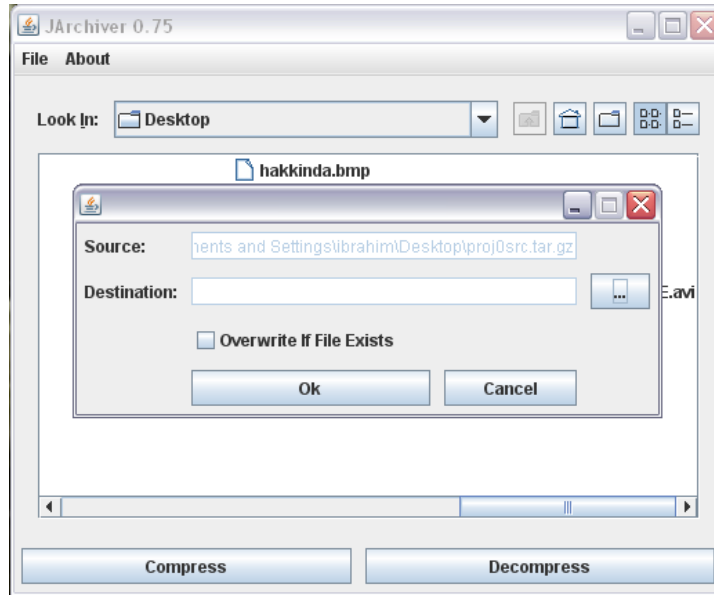 JArchiver 0.75
File About
Look In: Desktop
hakkinda.bmp
Source: nents and Settings\ibrahim\Desktop\proj0src.tar.gz
Destination: ...
E.avi
Overwrite If File Exists
Ok Cancel
Compress Decompress